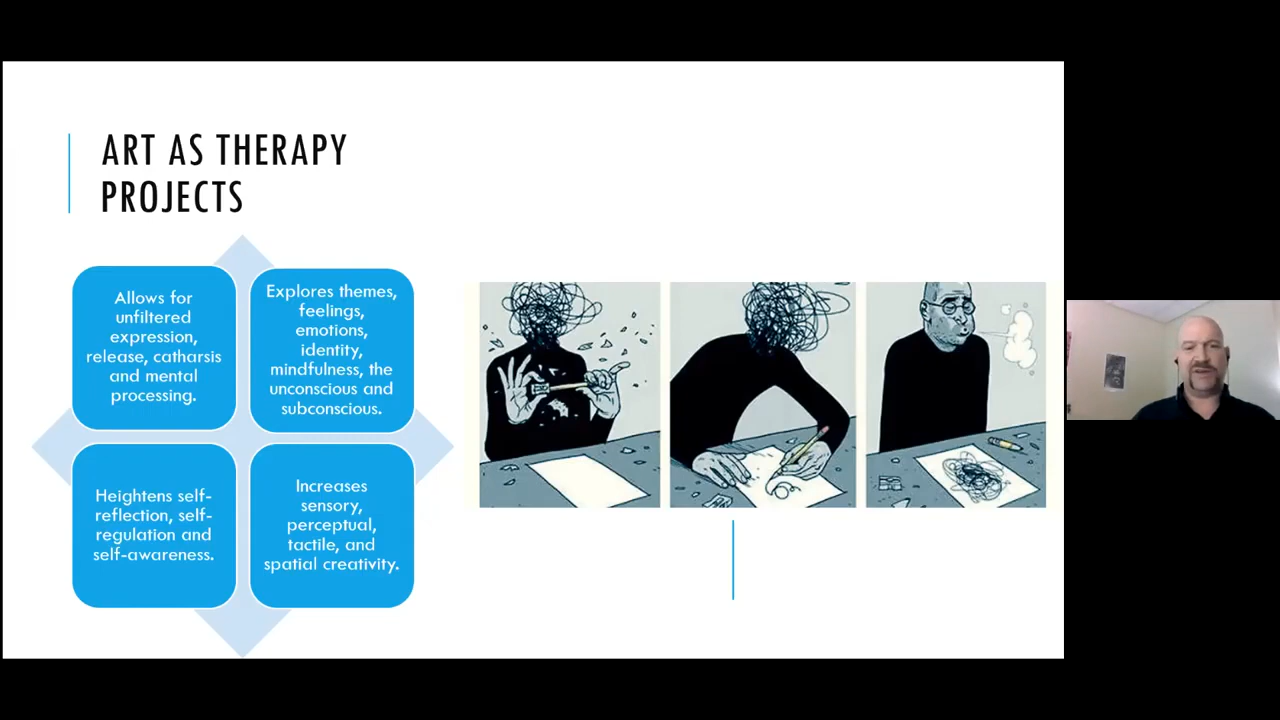 ART AS THERAPY
PROJECTS
Allows for
unfiltered
expression,
release, catharsis
and mental
processing.
Explores themes,
feelings,
emotions,
identity,
mindfulness, the
unconscious and
subconscious.
Heightens self-
reflection, self-
regulation and
self-awareness.
Increases
sensory,
perceptual,
tactile, and
spatial creativity.